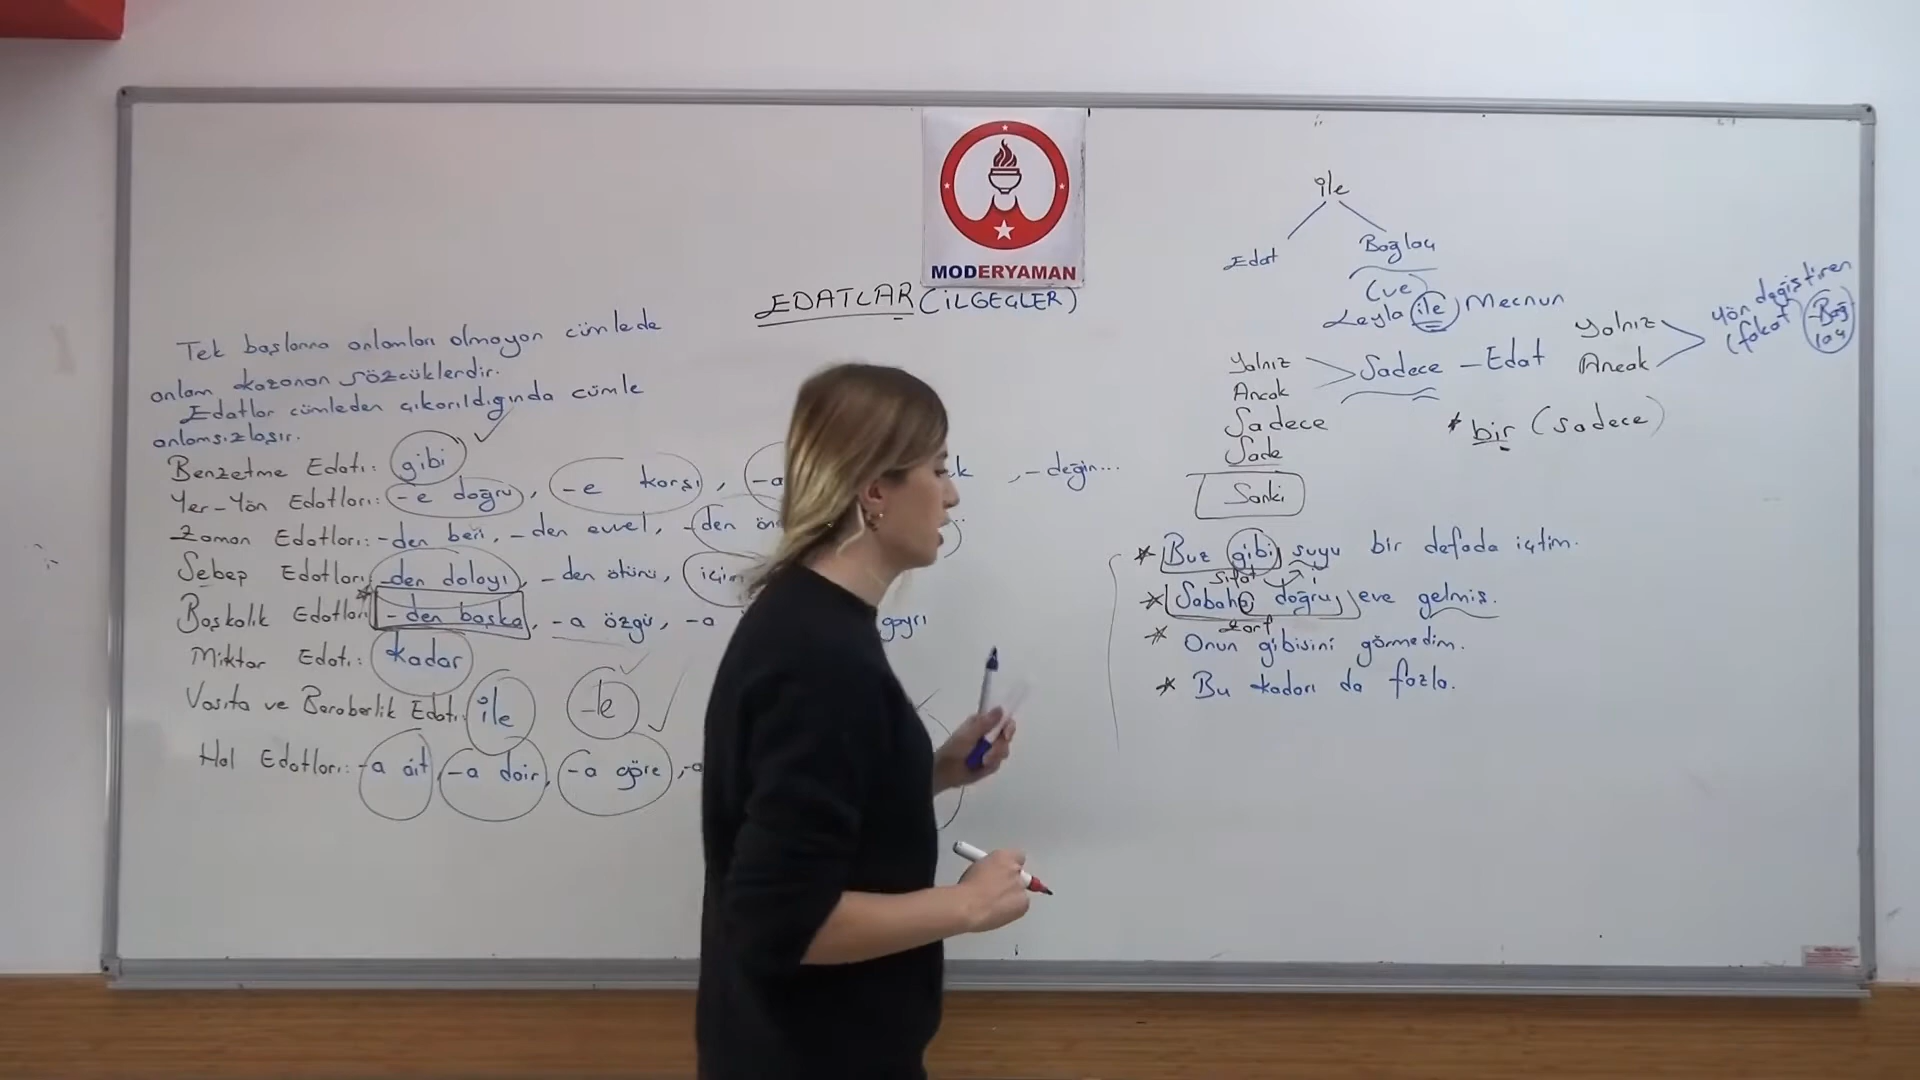 MODERYAMAN
EDATLAR (İLGEÇLER)
Tek başlarına anlamları olmayan cümlede
anlam kazanan sözcüklerdir.
Edatlar cümleden çıkarıldığında cümle
anlamsızlaşır.
Benzetme Edatı: gibi
Yer-Yön Edatları: -e doğru, -e karşı, -a k, -değin...
Zaman Edatları: -den beri, -den evvel, -den ön
Sebep Edatları: -den dolayı, -den ötürü, için
Başkalık Edatları: -den başka, -a özgü, -a gayrı
Miktar Edatı: kadar
Vasıta ve Beraberlik Edatı: ile -le
Hal Edatları: -a ait, -a dair, -a göre,
ile
Edat Bağlaç
(ve
Leyla ile Mecnun
Yalnız
Ancak
Sadece
Sade
Sadece - Edat
Yalnız
Ancak
yön değiştiren
(fakat) -Bağ
laç
* bir (sadece)
Sanki
* Buz gibi suyu bir defada içtim.
sıfat i
* Sabaha doğru eve gelmiş.
zarf
* Onun gibisini görmedim.
* Bu kadarı da fazla.